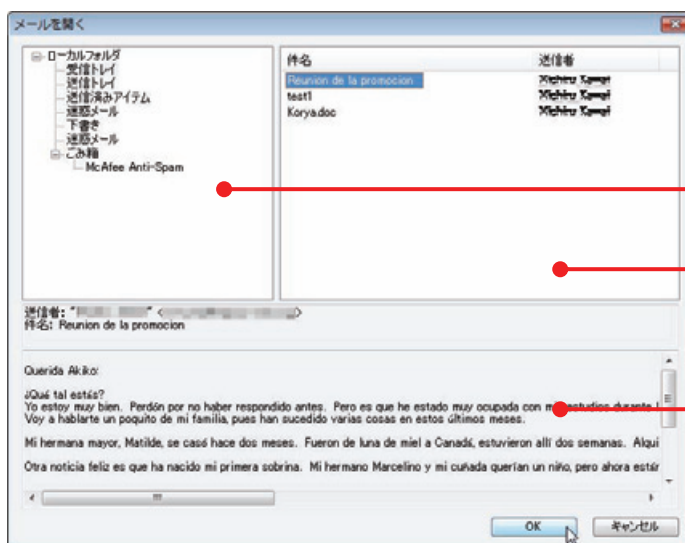 メールを開く
ローカルフォルダ
受信トレイ
送信トレイ
送信済みアイテム
迷惑メール
下書き
迷惑メール
ごみ箱
McAfee Anti-Spam
件名 送信者
Reunion de la promocion
test1
Korya.doc
送信者: " " < >
件名: Reunion de la promocion
Querida Akiko:
¿Qué tal estás?
Yo estoy muy bien. Perdón por no haber respondido antes. Pero es que he estado muy ocupada con mis estudios durante
Voy a hablarte un poquito de mi familia, pues han sucedido varias cosas en estos últimos meses.
Mi hermana mayor, Matilde, se casó hace dos meses. Fueron de luna de miel a Canadá, estuvieron allí dos semanas. Alqui
Otra noticia feliz es que ha nacido mi primera sobrina. Mi hermano Marcelino y mi cuñada querían un niño, pero ahora están
OK キャンセル